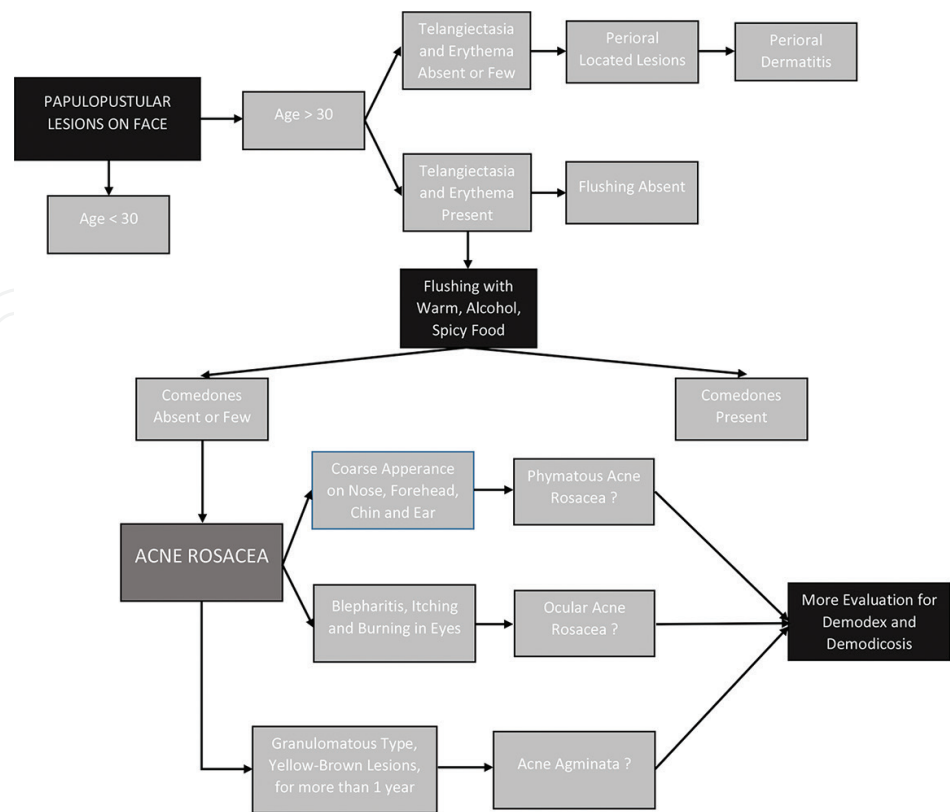 PAPULOPUSTULAR
LESIONS ON FACE
Age < 30
Age > 30
Telangiectasia
and Erythema
Absent or Few
Perioral
Located Lesions
Perioral
Dermatitis
Telangiectasia
and Erythema
Present
Flushing Absent
Flushing with
Warm, Alcohol,
Spicy Food
Comedones
Absent or Few
Comedones
Present
ACNE ROSACEA
Coarse Apperance
on Nose, Forehead,
Chin and Ear
Phymatous Acne
Rosacea ?
Blepharitis, Itching
and Burning in Eyes
Ocular Acne
Rosacea ?
Granulomatous Type,
Yellow-Brown Lesions,
for more than 1 year
Acne Agminata ?
More Evaluation for
Demodex and
Demodicosis